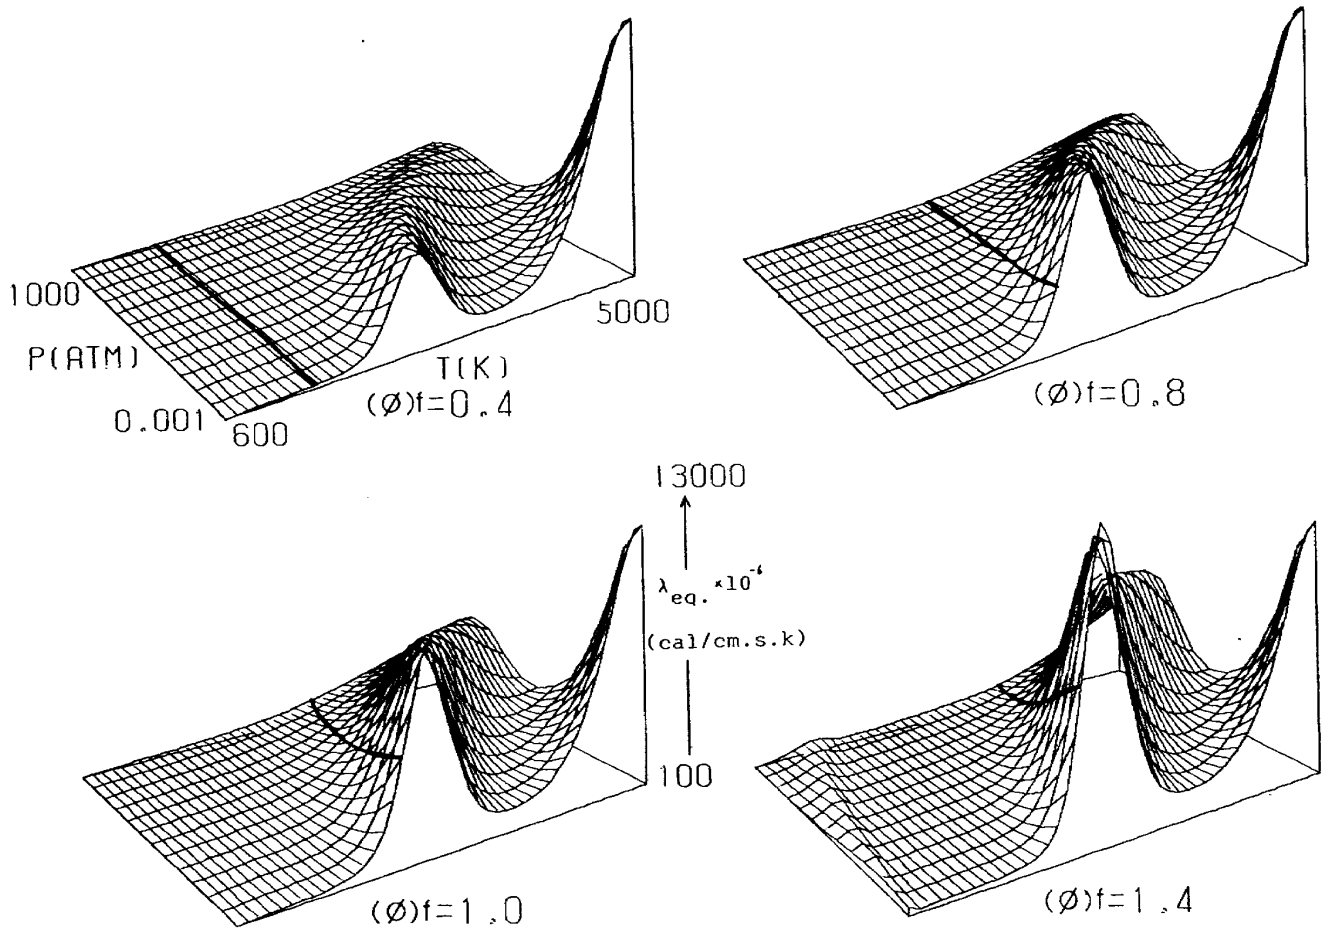 1000
P(ATM)
0.001
600
T(K)
5000
(Ø)f=0.4
(Ø)f=0.8
13000
λeq. ×10⁻⁶
(cal/cm.s.k)
100
(Ø)f=1.0
(Ø)f=1.4